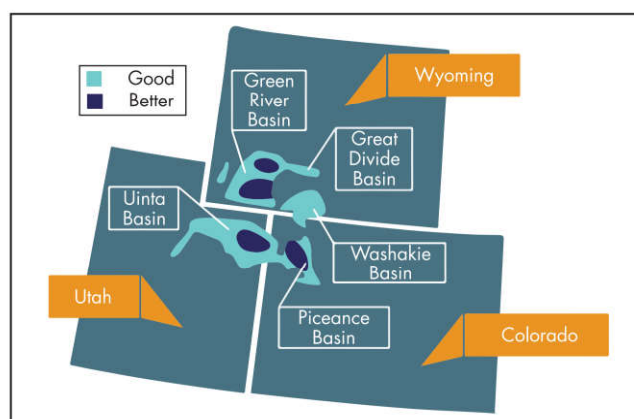 Good
Better
Green
River
Basin
Wyoming
Great
Divide
Basin
Uinta
Basin
Washakie
Basin
Utah
Piceance
Basin
Colorado